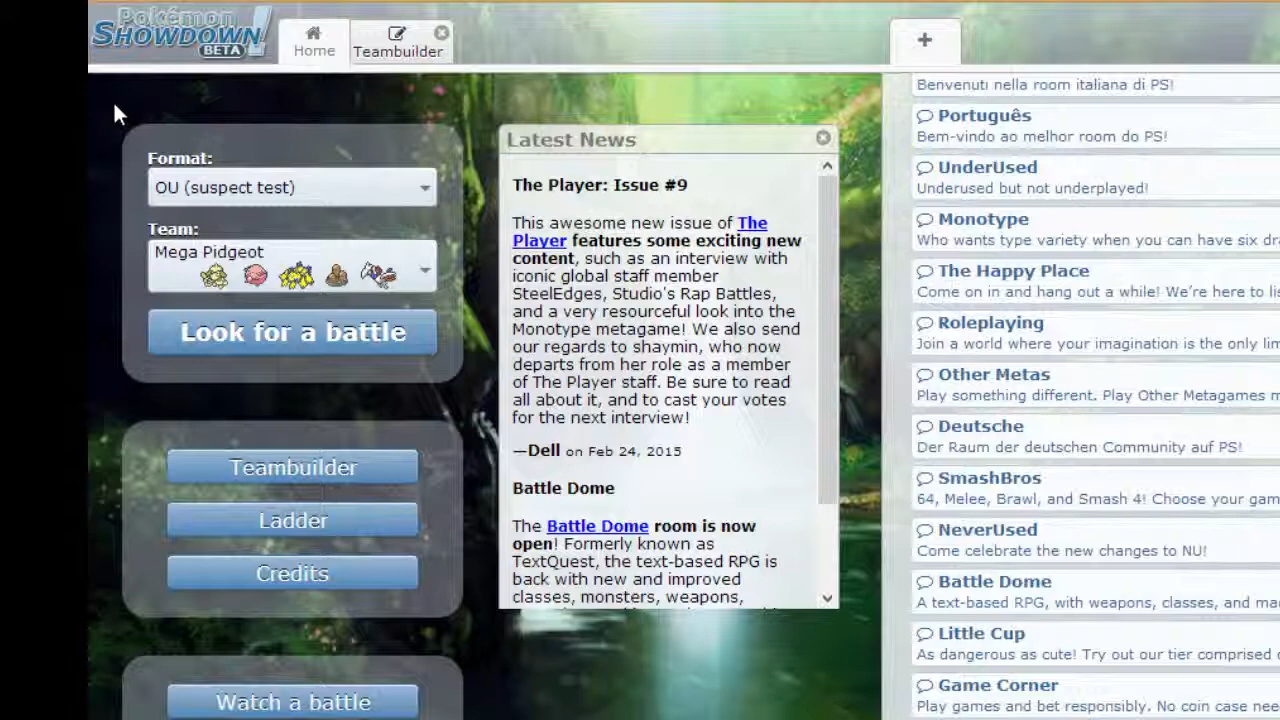 Pokémon
SHOWDOWN!
BETA
Home
Teambuilder
+
Format:
OU (suspect test)
Team:
Mega Pidgeot
Look for a battle
Teambuilder
Ladder
Credits
Watch a battle
Latest News
The Player: Issue #9
This awesome new issue of The
Player features some exciting new
content, such as an interview with
iconic global staff member
SteelEdges, Studio's Rap Battles,
and a very resourceful look into the
Monotype metagame! We also send
our regards to shaymin, who now
departs from her role as a member
of The Player staff. Be sure to read
all about it, and to cast your votes
for the next interview!
—Dell on Feb 24, 2015
Battle Dome
The Battle Dome room is now
open! Formerly known as
TextQuest, the text-based RPG is
back with new and improved
classes, monsters, weapons,
Benvenuti nella room italiana di PS!
Português
Bem-vindo ao melhor room do PS!
UnderUsed
Underused but not underplayed!
Monotype
Who wants type variety when you can have six
The Happy Place
Come on in and hang out a while! We're here to
Roleplaying
Join a world where your imagination is the only
Other Metas
Play something different. Play Other Metagames
Deutsche
Der Raum der deutschen Community auf PS!
SmashBros
64, Melee, Brawl, and Smash 4! Choose your
NeverUsed
Come celebrate the new changes to NU!
Battle Dome
A text-based RPG, with weapons, classes, and
Little Cup
As dangerous as cute! Try out our tier comprised
Game Corner
Play games and bet responsibly. No coin case